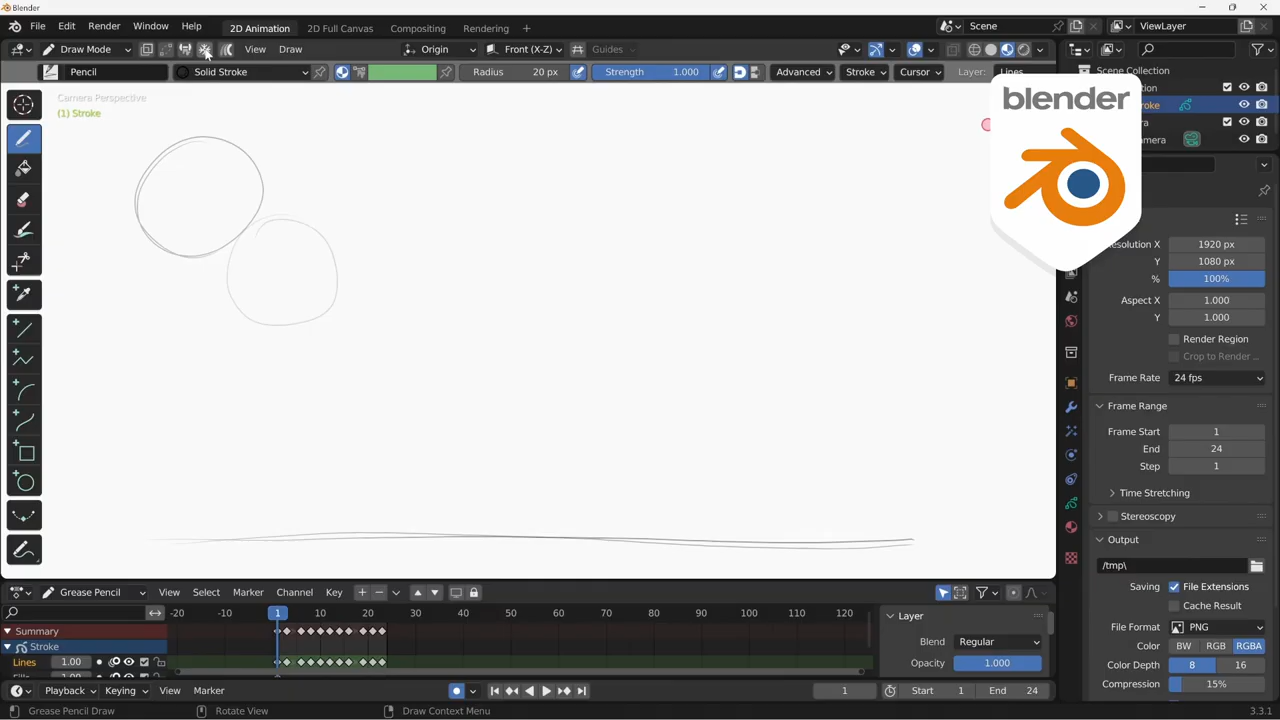 Blender
File Edit Render Window Help 2D Animation 2D Full Canvas Compositing Rendering Scene ViewLayer
Draw Mode View Draw Origin Front (X-Z) Guides
Pencil Solid Stroke Radius 20 px Strength 1.000 Advanced Stroke Cursor Layer: Lines
Scene Collection
Camera Perspective
(1) Stroke
blender
Resolution X 1920 px
Y 1080 px
% 100%
Aspect X 1.000
Y 1.000
Render Region
Crop to Render ..
Frame Rate 24 fps
Frame Range
Frame Start 1
End 24
Step 1
Time Stretching
Stereoscopy
Output
/tmp\
Saving File Extensions
Cache Result
File Format PNG
Color BW RGB RGBA
Color Depth 8 16
Compression 15%
Grease Pencil View Select Marker Channel Key
-20 -10 1 10 20 30 40 50 60 70 80 90 100 110 120
Summary
Stroke
Lines 1.00
Layer
Blend Regular
Opacity 1.000
Playback Keying View Marker 1 Start 1 End 24
Grease Pencil Draw Rotate View Draw Context Menu 3.3.1